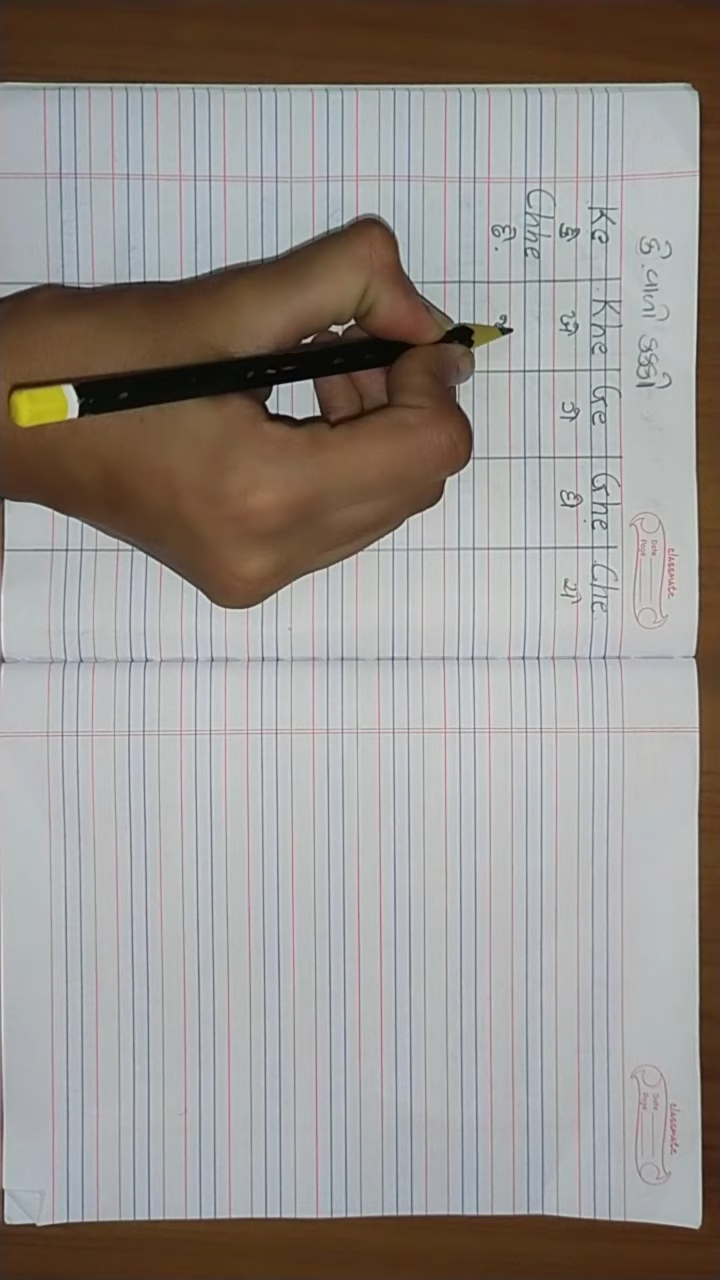 classmate
Date
Page
કે વાળી કક્કો
Ke Khe Ge Ghe Che
કે ખે ગે ઘે ચે
Chhe
છે.
classmate
Date
Page